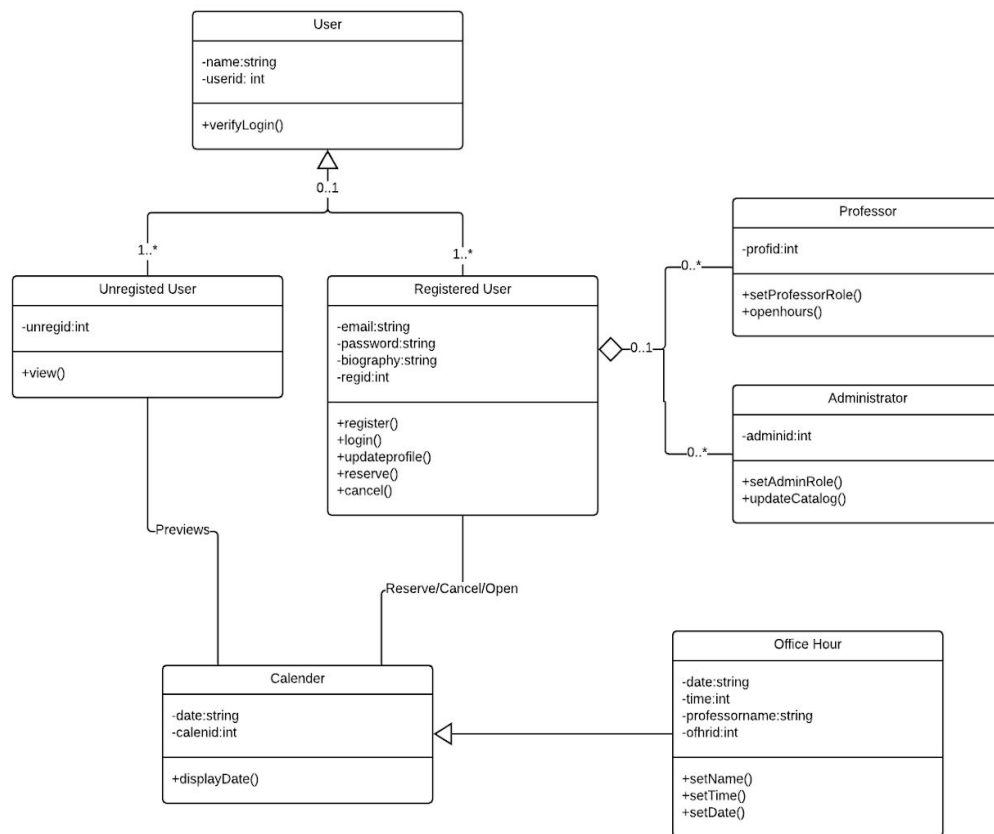 User
-name:string
-userid: int
+verifyLogin()
0..1
1..*
1..*
Unregisted User
-unregid:int
+view()
Registered User
-email:string
-password:string
-biography:string
-regid:int
+register()
+login()
+updateprofile()
+reserve()
+cancel()
0..1
0..*
0..*
Professor
-profid:int
+setProfessorRole()
+openhours()
Administrator
-adminid:int
+setAdminRole()
+updateCatalog()
Previews
Reserve/Cancel/Open
Calender
-date:string
-calenid:int
+displayDate()
Office Hour
-date:string
-time:int
-professorname:string
-ofhrid:int
+setName()
+setTime()
+setDate()